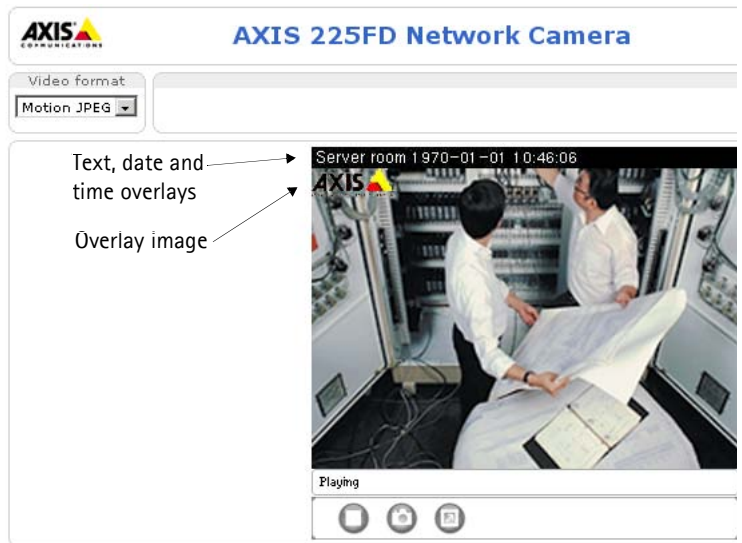 AXIS
COMMUNICATIONS
AXIS 225FD Network Camera
Video format
Motion JPEG
Text, date and
time overlays
Overlay image
Server room 1970-01-01 10:46:06
AXIS
Playing